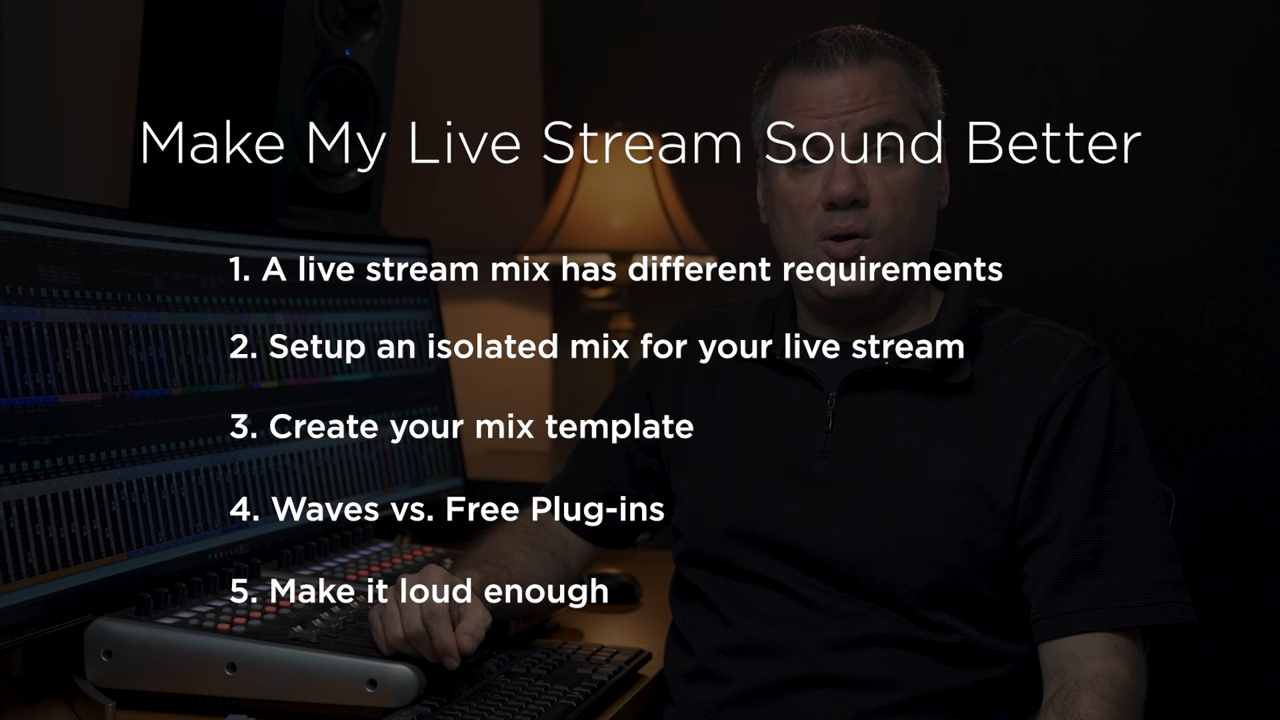 Make My Live Stream Sound Better
1. A live stream mix has different requirements
2. Setup an isolated mix for your live stream
3. Create your mix template
4. Waves vs. Free Plug-ins
5. Make it loud enough